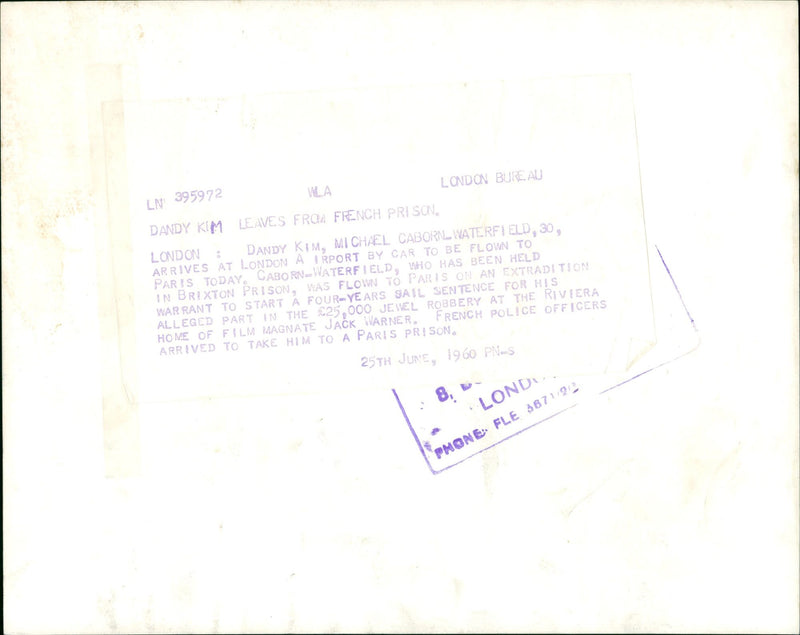 LN 395972 WLA LONDON BUREAU
DANDY KIM LEAVES FROM FRENCH PRISON.
LONDON : DANDY KIM, MICHAEL CABORN-WATERFIELD, 30,
ARRIVES AT LONDON A IRPORT BY CAR TO BE FLOWN TO
PARIS TODAY. CABORN-WATERFIELD, WHO HAS BEEN HELD
IN BRIXTON PRISON, WAS FLOWN TO PARIS ON AN EXTRADITION
WARRANT TO START A FOUR-YEARS SAIL SENTENCE FOR HIS
ALLEGED PART IN THE £25,000 JEWEL ROBBERY AT THE RIVIERA
HOME OF FILM MAGNATE JACK WARNER. FRENCH POLICE OFFICERS
ARRIVED TO TAKE HIM TO A PARIS PRISON.
25TH JUNE, 1960 PN-S
8,
LONDO
PHONE: FLE